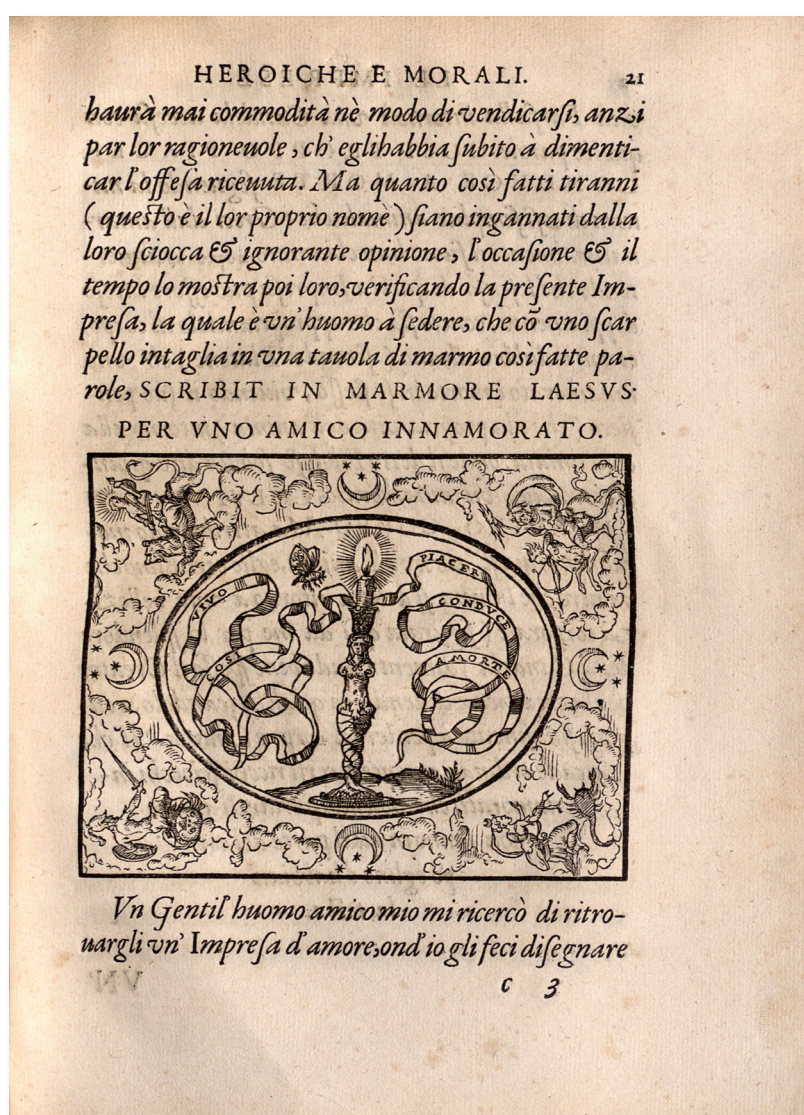 HEROICHE E MORALI. 21
haurà mai commodità nè modo di vendicarſi, anzi
par lor ragioneuole, ch' eglihabbia ſubito à dimenti-
car l'offeſa riceuuta. Ma quanto così fatti tiranni
( queſto è il lor proprio nomè ) ſiano ingannati dalla
loro ſciocca & ignorante opinione, l'occaſione & il
tempo lo moſtra poi loro, verificando la preſente Im-
preſa, la quale è vn' huomo à ſedere, che cõ vno ſcar
pello intaglia in vna tauola di marmo così fatte pa-
role, SCRIBIT IN MARMORE LAESVS.
PER VNO AMICO INNAMORATO.
VIVO
PIACER
CONDVCE
A MORTE
Vn Gentil' huomo amico mio mi ricercò di ritro-
uargli vn' Impreſa d'amore, ond' io gli feci diſegnare
C 3